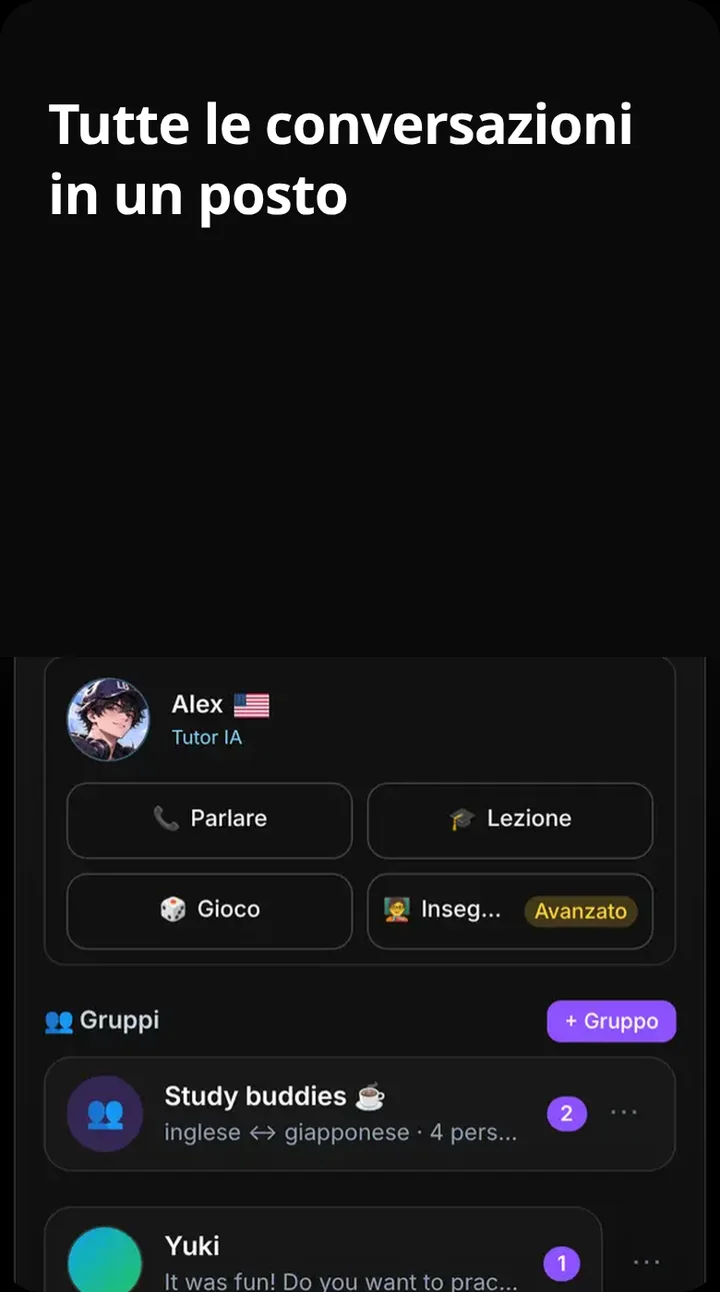 Tutte le conversazioni
in un posto
Alex 🇺🇸
Tutor IA
📞 Parlare
🎓 Lezione
🎲 Gioco
🧑‍🏫 Inseg... Avanzato
👥 Gruppi
+ Gruppo
Study buddies ☕
2
inglese ↔ giapponese · 4 pers...
Yuki
1
It was fun! Do you want to prac...